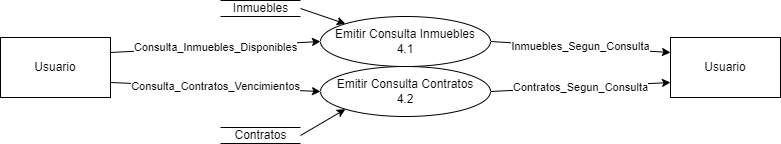 Inmuebles
Emitir Consulta Inmuebles
4.1
Consulta_Inmuebles_Disponibles
Inmuebles_Segun_Consulta
Usuario
Usuario
Consulta_Contratos_Vencimientos
Emitir Consulta Contratos
4.2
Contratos_Segun_Consulta
Contratos